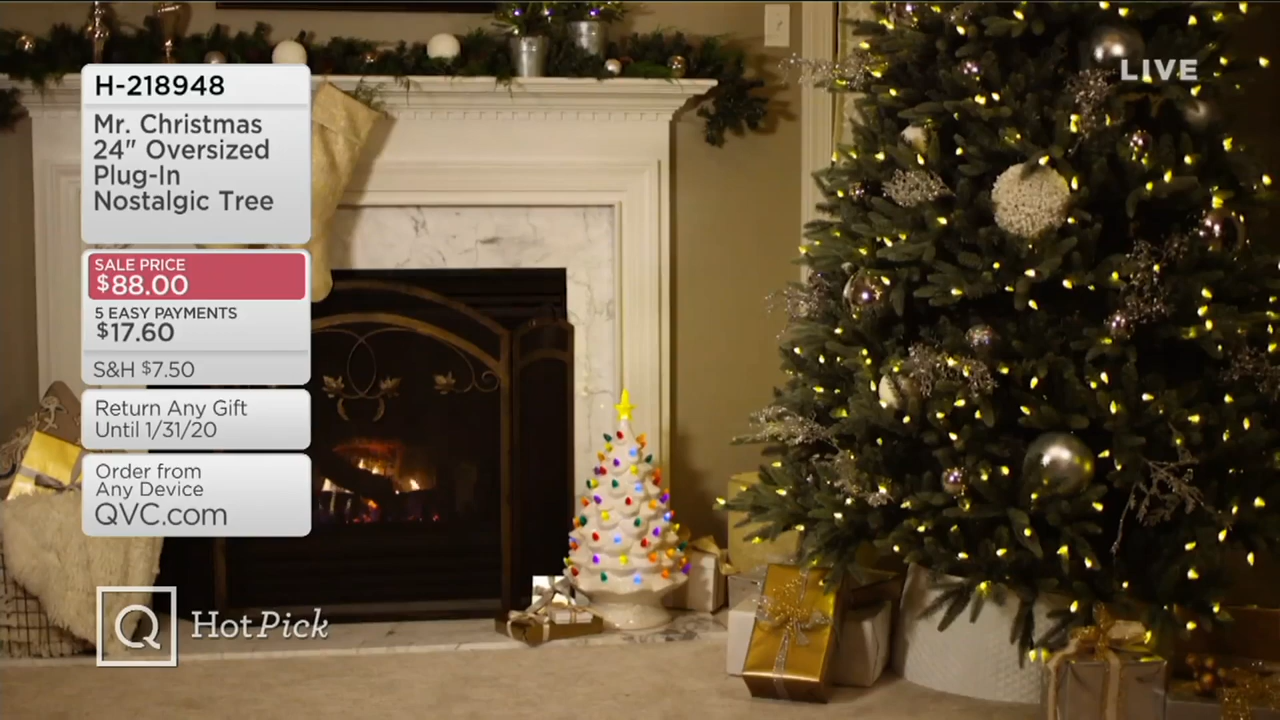 H-218948
Mr. Christmas
24" Oversized
Plug-In
Nostalgic Tree
SALE PRICE
$88.00
5 EASY PAYMENTS
$17.60
S&H $7.50
Return Any Gift
Until 1/31/20
Order from
Any Device
QVC.com
Q HotPick
LIVE